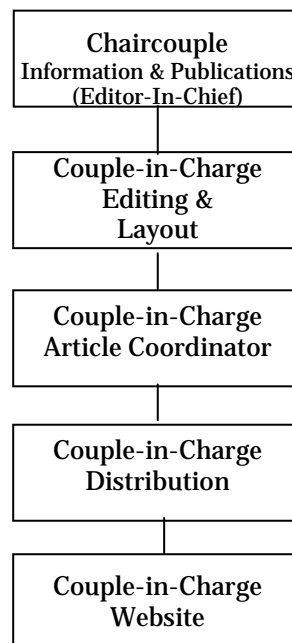 Chaircouple
Information & Publications
(Editor-In-Chief)
Couple-in-Charge
Editing &
Layout
Couple-in-Charge
Article Coordinator
Couple-in-Charge
Distribution
Couple-in-Charge
Website